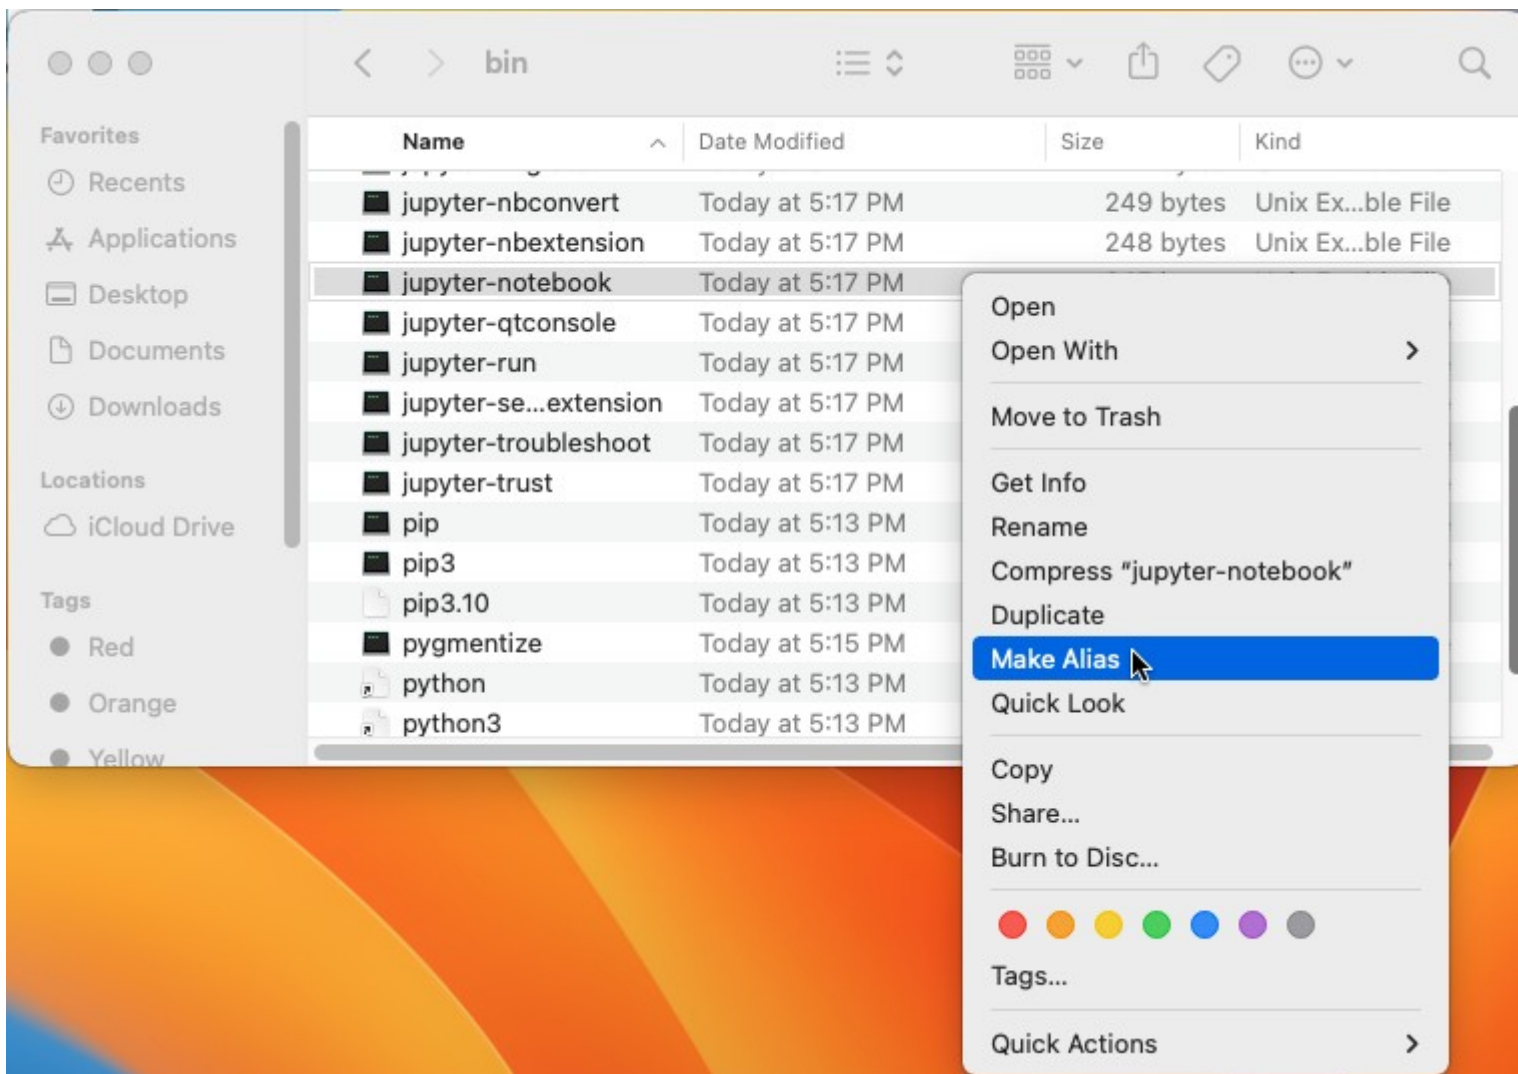 bin
Favorites
Recents
Applications
Desktop
Documents
Downloads
Locations
iCloud Drive
Tags
Red
Orange
Yellow
Name Date Modified Size Kind
jupyter-nbconvert Today at 5:17 PM 249 bytes Unix Ex...ble File
jupyter-nbextension Today at 5:17 PM 248 bytes Unix Ex...ble File
jupyter-notebook Today at 5:17 PM
jupyter-qtconsole Today at 5:17 PM
jupyter-run Today at 5:17 PM
jupyter-se...extension Today at 5:17 PM
jupyter-troubleshoot Today at 5:17 PM
jupyter-trust Today at 5:17 PM
pip Today at 5:13 PM
pip3 Today at 5:13 PM
pip3.10 Today at 5:13 PM
pygmentize Today at 5:15 PM
python Today at 5:13 PM
python3 Today at 5:13 PM
Open
Open With
Move to Trash
Get Info
Rename
Compress “jupyter-notebook”
Duplicate
Make Alias
Quick Look
Copy
Share...
Burn to Disc...
Tags...
Quick Actions